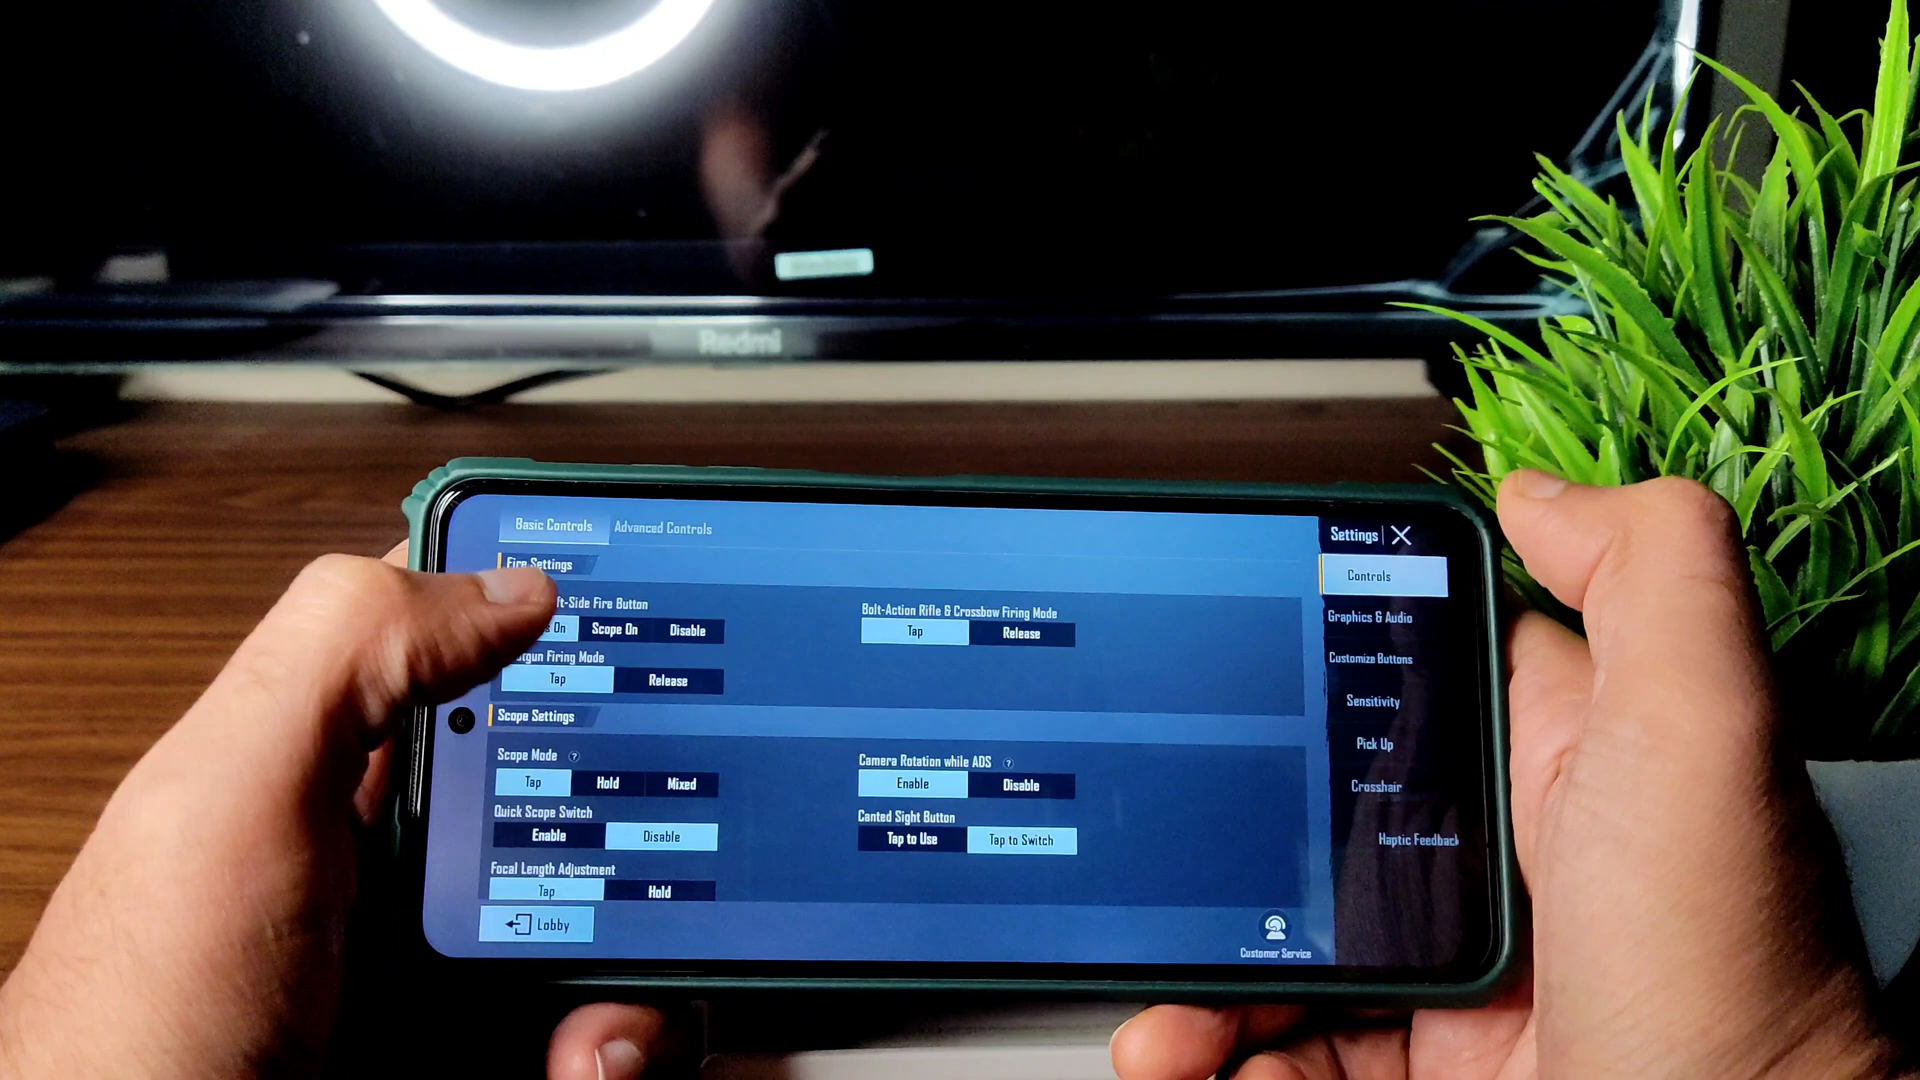 Redmi
Basic Controls Advanced Controls
Settings
Fire Settings
Controls
ft-Side Fire Button
Bolt-Action Rifle & Crossbow Firing Mode
Graphics & Audio
On Scope On Disable
Tap Release
Firing Mode
Customize Buttons
Tap Release
Sensitivity
Scope Settings
Pick Up
Scope Mode ?
Camera Rotation while ADS ?
Tap Hold Mixed
Enable Disable
Crosshair
Quick Scope Switch
Canted Sight Button
Enable Disable
Tap to Use Tap to Switch
Haptic Feedback
Focal Length Adjustment
Tap Hold
Lobby
Customer Service